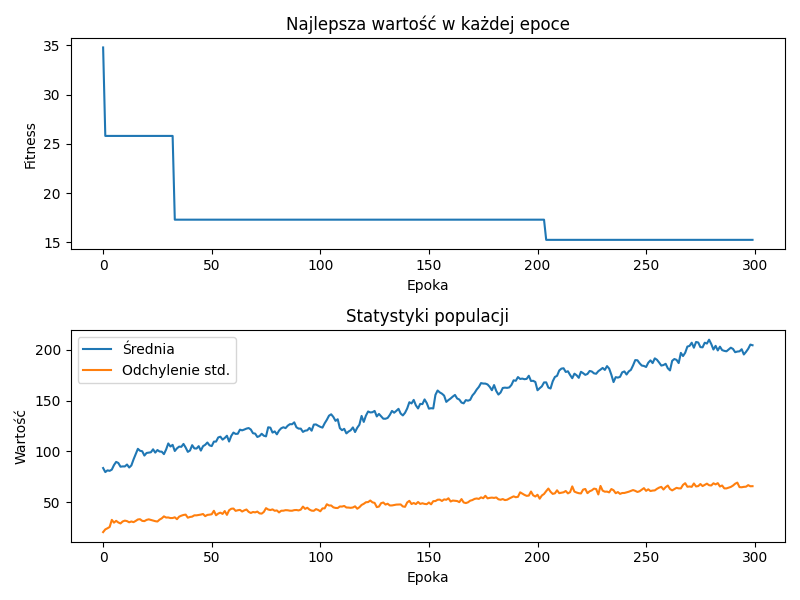 Najlepsza wartość w każdej epoce
35
30
25
20
15
Fitness
0 50 100 150 200 250 300
Epoka
Statystyki populacji
Średnia
Odchylenie std.
200
150
100
50
Wartość
0 50 100 150 200 250 300
Epoka